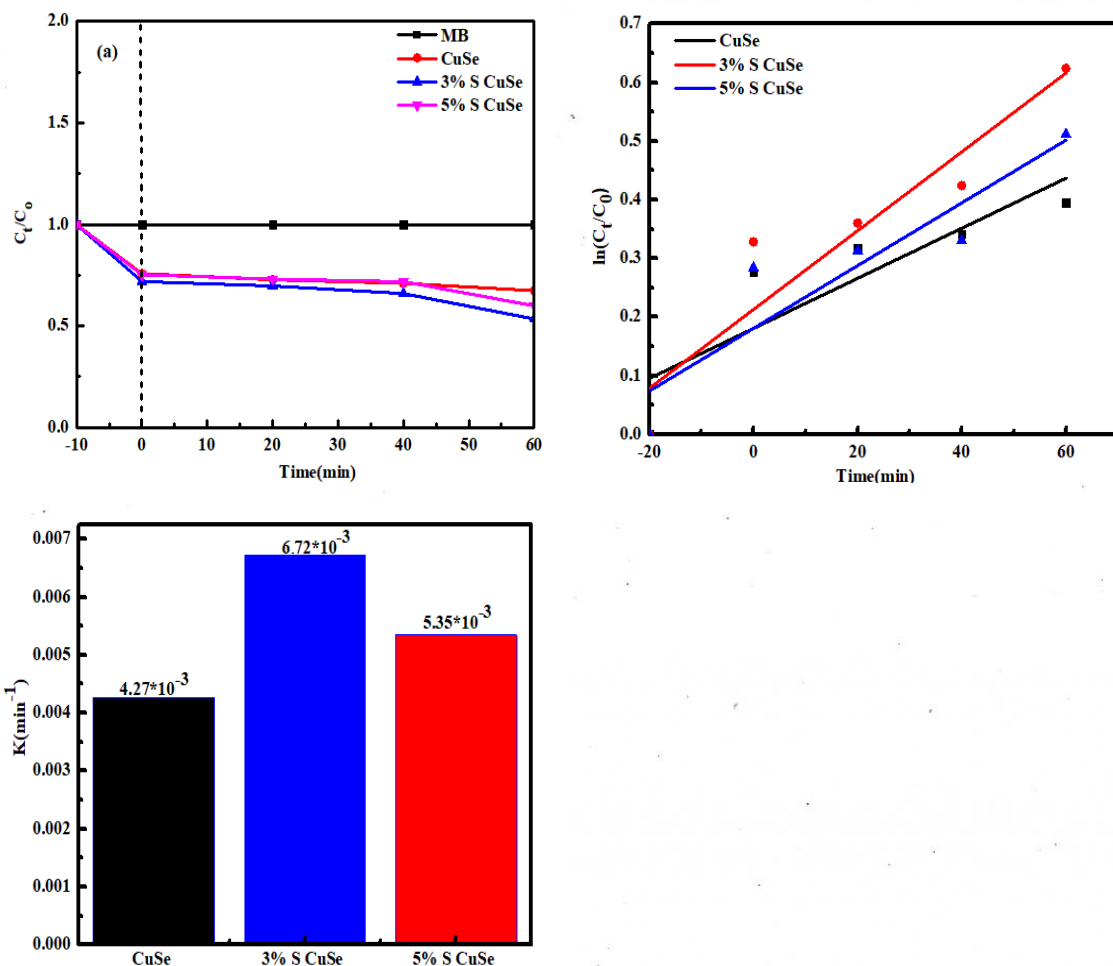 2.0
1.5
1.0
0.5
0.0
C_t/C_o
(a)
MB
CuSe
3% S CuSe
5% S CuSe
-10
0
10
20
30
40
50
60
Time(min)
0.7
0.6
0.5
0.4
0.3
0.2
0.1
0.0
ln(C_t/C_0)
CuSe
3% S CuSe
5% S CuSe
-20
0
20
40
60
Time(min)
0.007
0.006
0.005
0.004
0.003
0.002
0.001
0.000
K(min^-1)
4.27*10^-3
6.72*10^-3
5.35*10^-3
CuSe
3% S CuSe
5% S CuSe